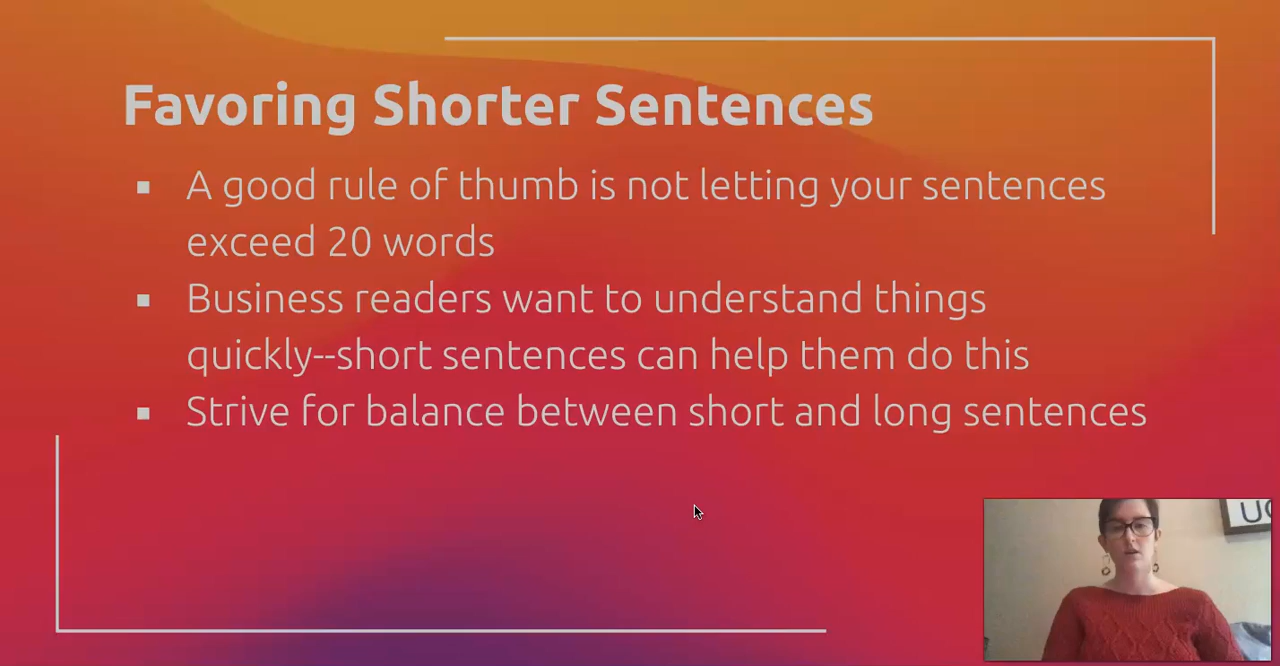 Favoring Shorter Sentences
▪ A good rule of thumb is not letting your sentences
exceed 20 words
▪ Business readers want to understand things
quickly--short sentences can help them do this
▪ Strive for balance between short and long sentences